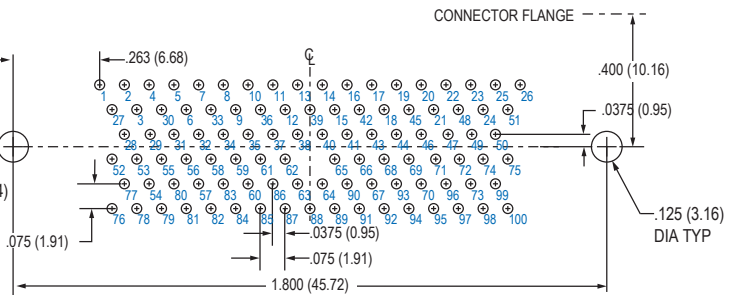 CONNECTOR FLANGE
.263 (6.68)
CL
.400 (10.16)
1 2 4 5 7 8 10 11 13 14 16 17 19 20 22 23 25 26
.0375 (0.95)
27 3 30 6 33 9 36 12 39 15 42 18 45 21 48 24 51
28 29 31 32 34 35 37 38 40 41 43 44 46 47 49 50
52 53 55 56 58 59 61 62 65 66 68 69 71 72 74 75
4)
77 54 80 57 83 60 86 63 64 90 67 93 70 96 73 99
76 78 79 81 82 84 85 87 88 89 91 92 94 95 97 98 100
.075 (1.91)
.0375 (0.95)
.125 (3.16)
DIA TYP
.075 (1.91)
1.800 (45.72)